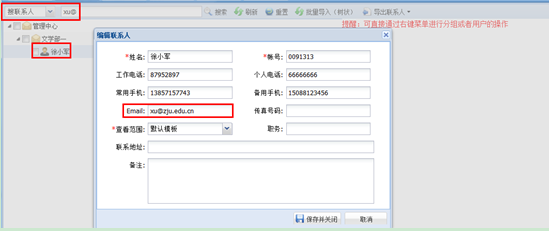 搜联系人 xu@ 搜索 刷新 重置 批量导入（树状） 导出联系人
提醒：可直接通过右键菜单进行分组或者用户的操作
管理中心
文学部一
徐小军
编辑联系人
*姓名: 徐小军 *帐号: 0091313
工作电话: 87952897 个人电话: 66666666
常用手机: 13857157743 备用手机: 15088123456
Email: xu@zju.edu.cn 传真号码:
*查看范围: 默认模板 职务:
联系地址:
备注:
保存并关闭 取消